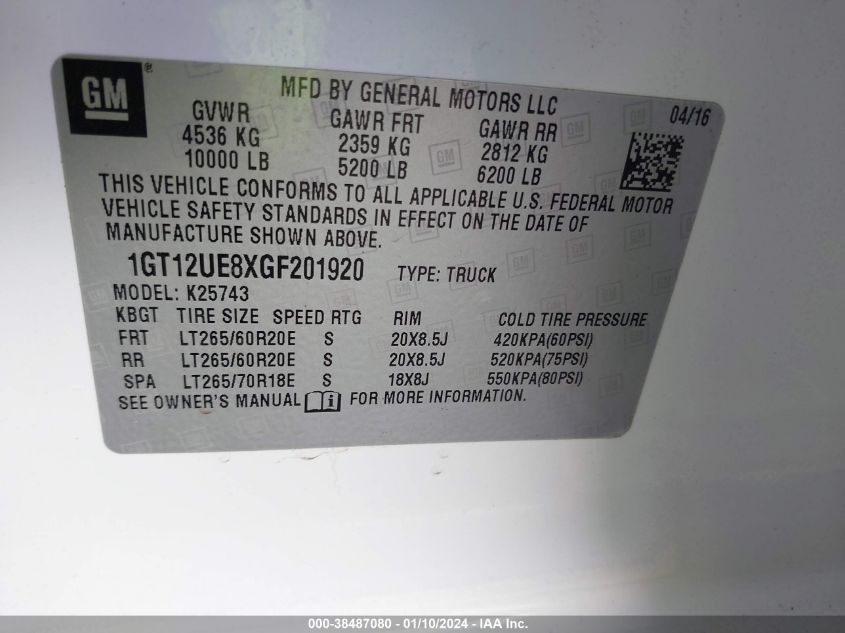 GM ®
MFD BY GENERAL MOTORS LLC
04/16
GVWR GAWR FRT GAWR RR
4536 KG 2359 KG 2812 KG
10000 LB 5200 LB 6200 LB
THIS VEHICLE CONFORMS TO ALL APPLICABLE U.S. FEDERAL MOTOR
VEHICLE SAFETY STANDARDS IN EFFECT ON THE DATE OF
MANUFACTURE SHOWN ABOVE.
1GT12UE8XGF201920 TYPE: TRUCK
MODEL: K25743
KBGT TIRE SIZE SPEED RTG RIM COLD TIRE PRESSURE
FRT LT265/60R20E S 20X8.5J 420KPA(60PSI)
RR LT265/60R20E S 20X8.5J 520KPA(75PSI)
SPA LT265/70R18E S 18X8J 550KPA(80PSI)
SEE OWNER'S MANUAL i FOR MORE INFORMATION.
000-38487080 - 01/10/2024 - IAA Inc.